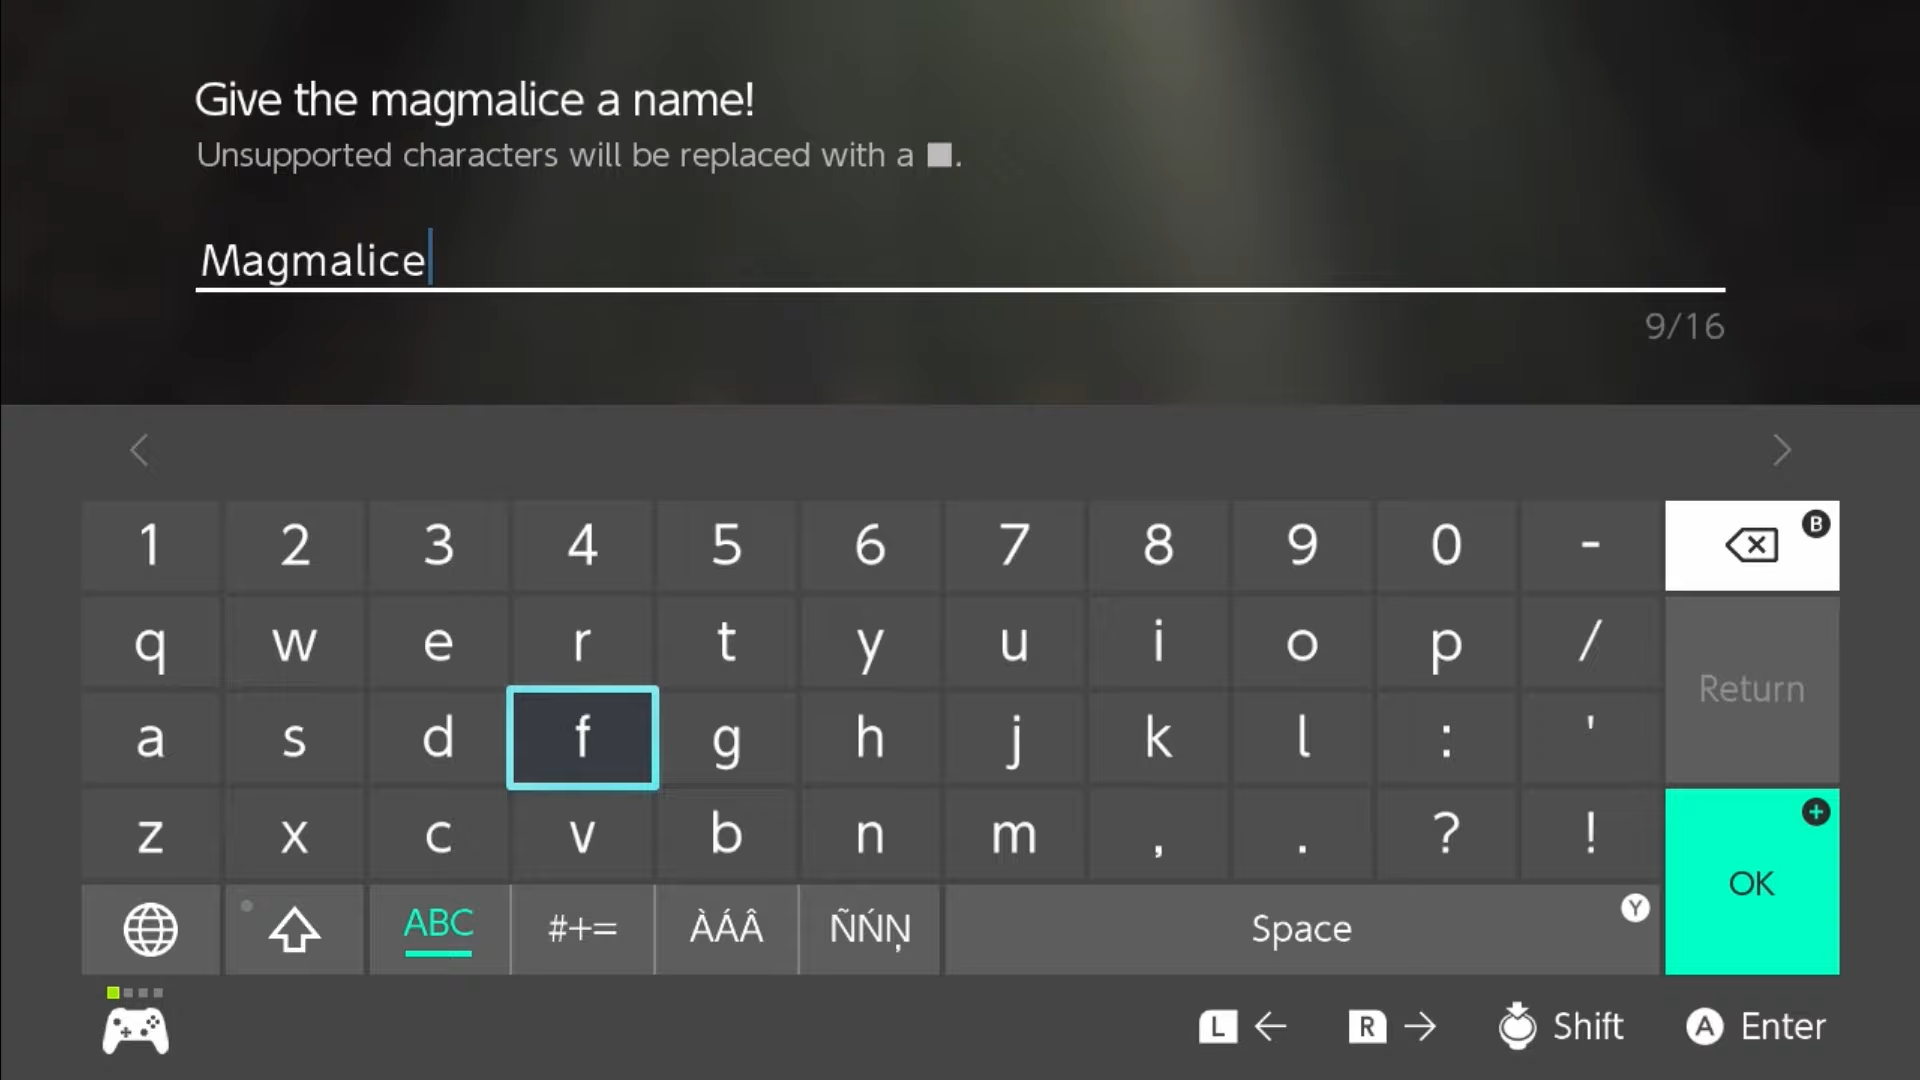 Give the magmalice a name!
Unsupported characters will be replaced with a ■.
Magmalice
9/16
1 2 3 4 5 6 7 8 9 0 - B
q w e r t y u i o p /
Return
a s d f g h j k l : '
z x c v b n m , . ? ! +
OK
ABC #+= ÀÁÂ ÑŃŅ Space Y
L ← R → Shift A Enter